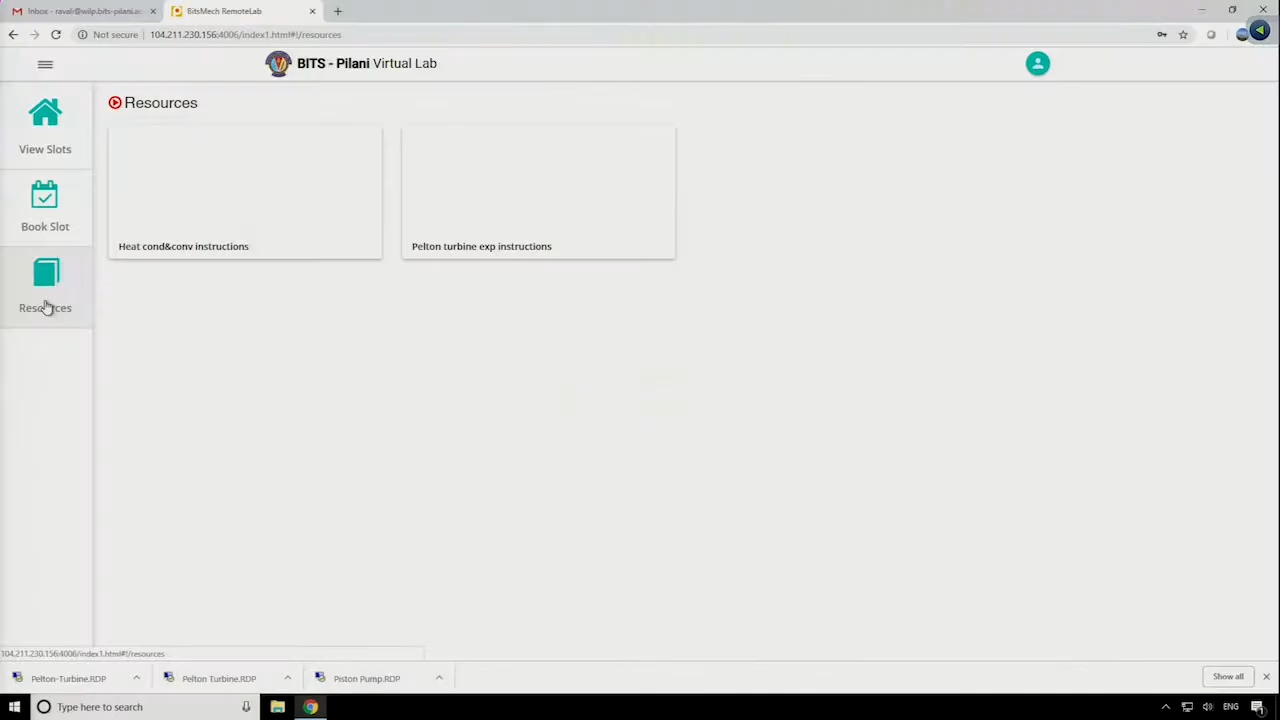 Inbox - ravali@wilp.bits-pilani.ac
BitsMech RemoteLab
Not secure
104.211.230.156:4006/index1.html#!/resources
BITS - Pilani Virtual Lab
View Slots
Book Slot
Resources
Resources
Heat cond&conv instructions
Pelton turbine exp instructions
104.211.230.156:4006/index1.html#!/resources
Pelton-Turbine.RDP
Pelton Turbine.RDP
Piston Pump.RDP
Show all
Type here to search
ENG